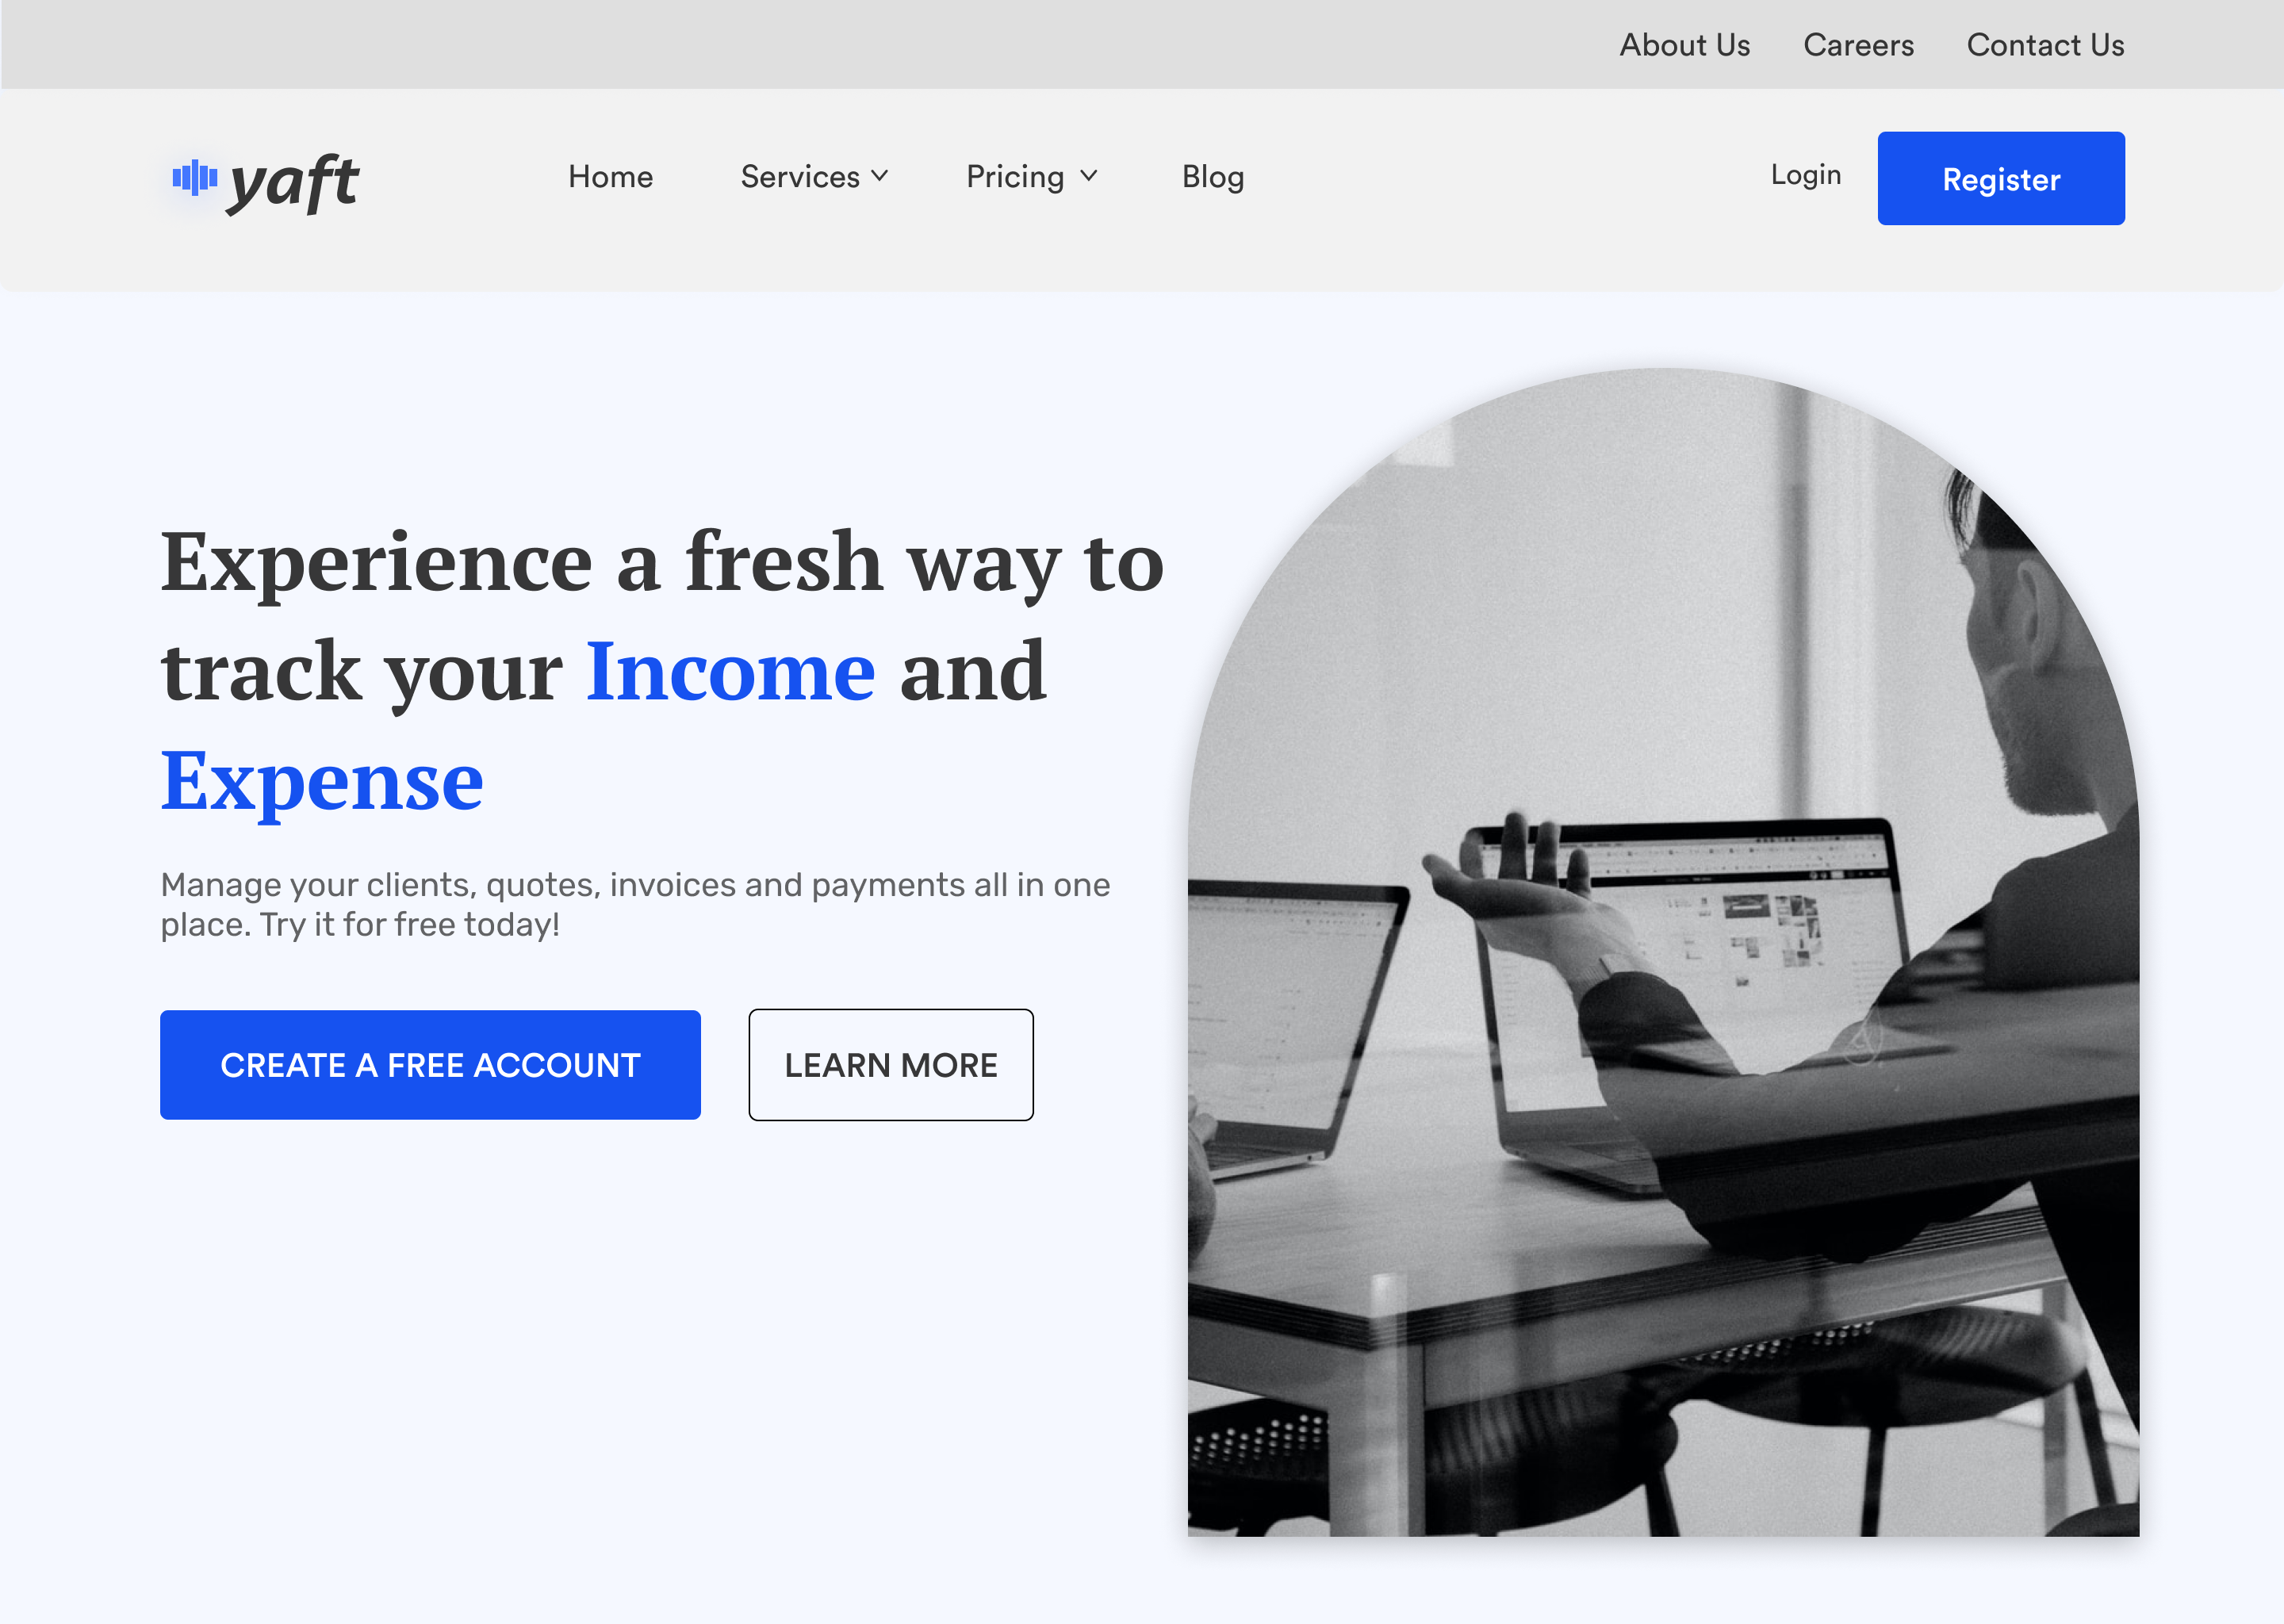 About Us Careers Contact Us
yaft Home Services Pricing Blog Login Register
Experience a fresh way to
track your Income and
Expense
Manage your clients, quotes, invoices and payments all in one
place. Try it for free today!
CREATE A FREE ACCOUNT LEARN MORE